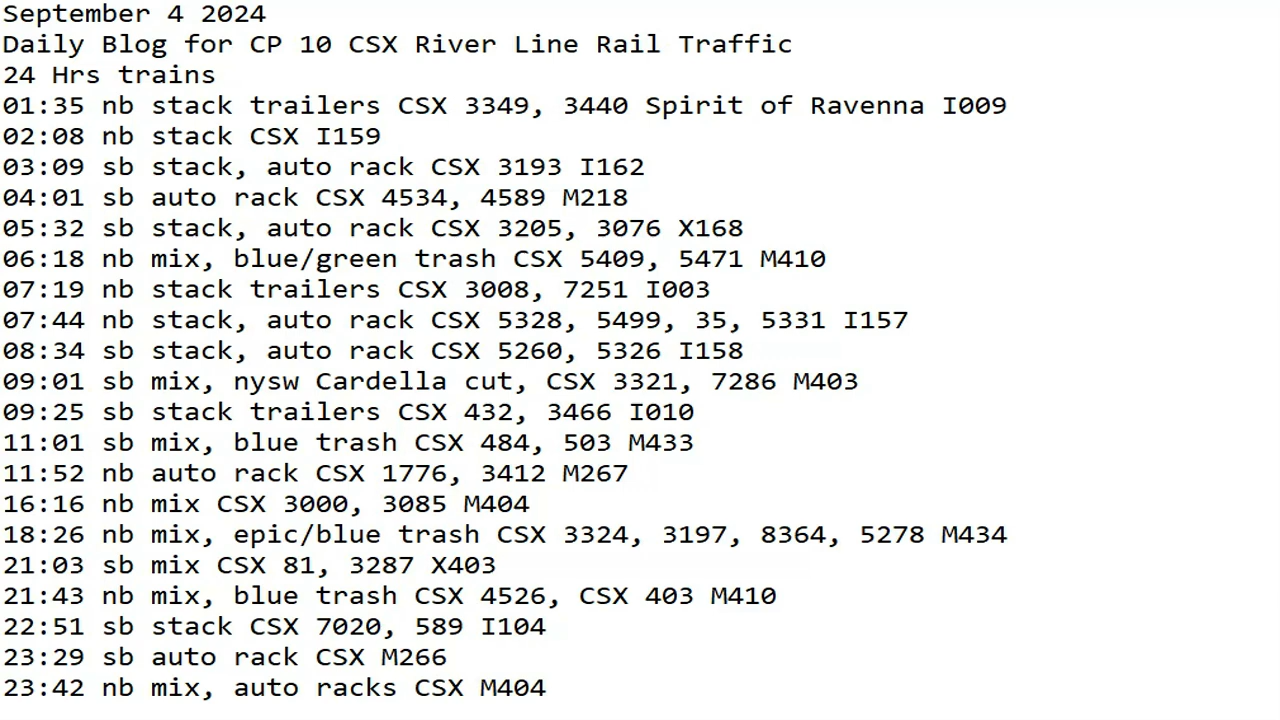 September 4 2024
Daily Blog for CP 10 CSX River Line Rail Traffic
24 Hrs trains
01:35 nb stack trailers CSX 3349, 3440 Spirit of Ravenna I009
02:08 nb stack CSX I159
03:09 sb stack, auto rack CSX 3193 I162
04:01 sb auto rack CSX 4534, 4589 M218
05:32 sb stack, auto rack CSX 3205, 3076 X168
06:18 nb mix, blue/green trash CSX 5409, 5471 M410
07:19 nb stack trailers CSX 3008, 7251 I003
07:44 nb stack, auto rack CSX 5328, 5499, 35, 5331 I157
08:34 sb stack, auto rack CSX 5260, 5326 I158
09:01 sb mix, nysw Cardella cut, CSX 3321, 7286 M403
09:25 sb stack trailers CSX 432, 3466 I010
11:01 sb mix, blue trash CSX 484, 503 M433
11:52 nb auto rack CSX 1776, 3412 M267
16:16 nb mix CSX 3000, 3085 M404
18:26 nb mix, epic/blue trash CSX 3324, 3197, 8364, 5278 M434
21:03 sb mix CSX 81, 3287 X403
21:43 nb mix, blue trash CSX 4526, CSX 403 M410
22:51 sb stack CSX 7020, 589 I104
23:29 sb auto rack CSX M266
23:42 nb mix, auto racks CSX M404